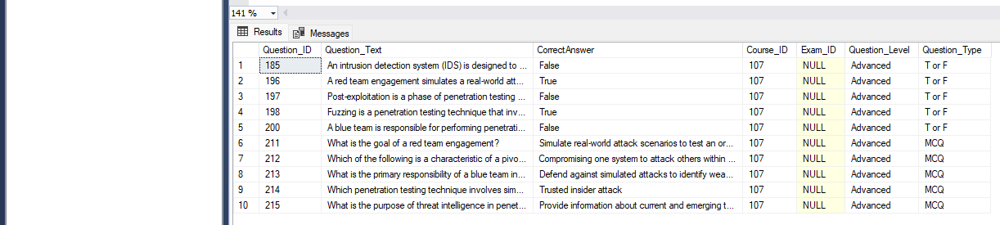 141 %
Results Messages
Question_ID Question_Text CorrectAnswer Course_ID Exam_ID Question_Level Question_Type
1 185 An intrusion detection system (IDS) is designed to ... False 107 NULL Advanced T or F
2 196 A red team engagement simulates a real-world att... True 107 NULL Advanced T or F
3 197 Post-exploitation is a phase of penetration testing ... False 107 NULL Advanced T or F
4 198 Fuzzing is a penetration testing technique that inv... True 107 NULL Advanced T or F
5 200 A blue team is responsible for performing penetrati... False 107 NULL Advanced T or F
6 211 What is the goal of a red team engagement? Simulate real-world attack scenarios to test an or... 107 NULL Advanced MCQ
7 212 Which of the following is a characteristic of a pivo... Compromising one system to attack others within ... 107 NULL Advanced MCQ
8 213 What is the primary responsibility of a blue team in... Defend against simulated attacks to identify wea... 107 NULL Advanced MCQ
9 214 Which penetration testing technique involves sim... Trusted insider attack 107 NULL Advanced MCQ
10 215 What is the purpose of threat intelligence in penet... Provide information about current and emerging t... 107 NULL Advanced MCQ